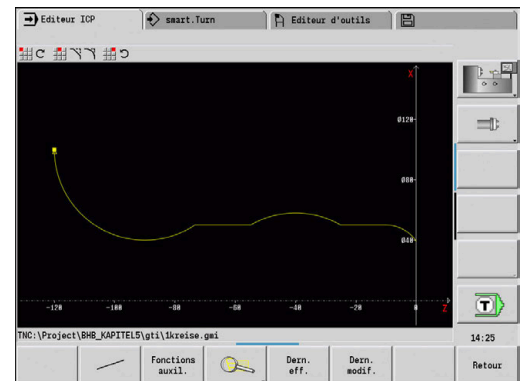 Editeur ICP
smart.Turn
Editeur d'outils
X
Ø120
Ø80
Ø40
-120
-100
-80
-60
-40
-20
0
Z
TNC:\Project\BHB_KAPITEL5\gti\1kreise.gmi
14:25
T
Fonctions auxil.
Dern. eff.
Dern. modif.
Retour